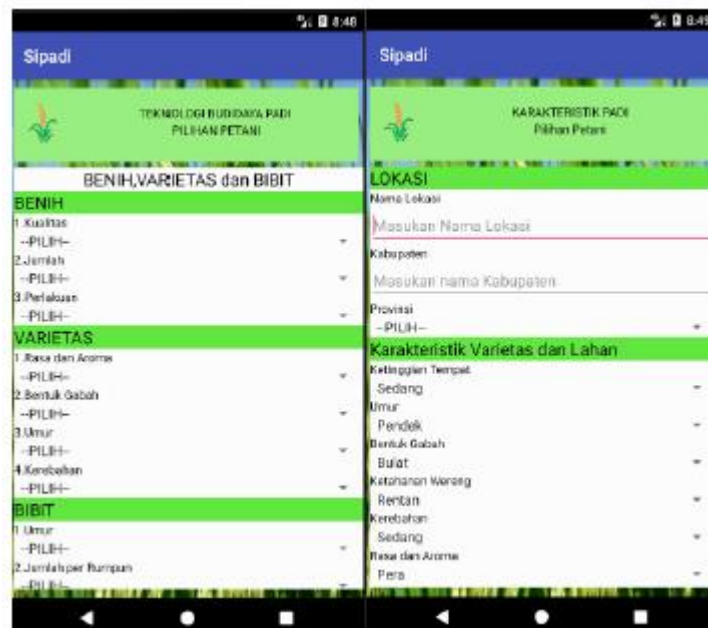 8:48
Sipadi
TEKNOLOGI BUDIDAYA PADI
PILIHAN PETANI
BENIH,VARIETAS dan BIBIT
BENIH
1.Kualitas
--PILIH--
2.Jumlah
--PILIH--
3.Perlakuan
--PILIH--
VARIETAS
1.Rasa dan Aroma
--PILIH--
2.Bentuk Gabah
--PILIH--
3.Umur
--PILIH--
4.Kerebahan
--PILIH--
BIBIT
1.Umur
--PILIH--
2.Jumlah per Rumpun
--PILIH--
8:49
Sipadi
KARAKTERISTIK PADI
Pilihan Petani
LOKASI
Nama Lokasi
Masukan Nama Lokasi
Kabupaten
Masukan nama Kabupaten
Provinsi
--PILIH--
Karakteristik Varietas dan Lahan
Ketinggian Tempat
Sedang
Umur
Pendek
Bentuk Gabah
Bulat
Ketahanan Wereng
Rentan
Kerebahan
Sedang
Rasa dan Aroma
Pera